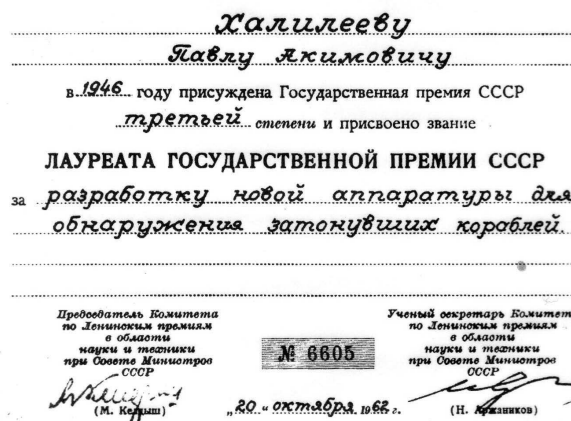 Халилееву
Павлу Якимовичу
в 1946 году присуждена Государственная премия СССР
третьей степени и присвоено звание
ЛАУРЕАТА ГОСУДАРСТВЕННОЙ ПРЕМИИ СССР
за разработку новой аппаратуры для
обнаружения затонувших кораблей.
Председатель Комитета
по Ленинским премиям
в области
науки и техники
при Совете Министров
СССР
(М. Келдыш)
№ 6605
„20" октября 1962 г.
Ученый секретарь Комитет
по Ленинским премиям
в области
науки и техники
при Совете Министров
СССР
(Н. Аржаников)